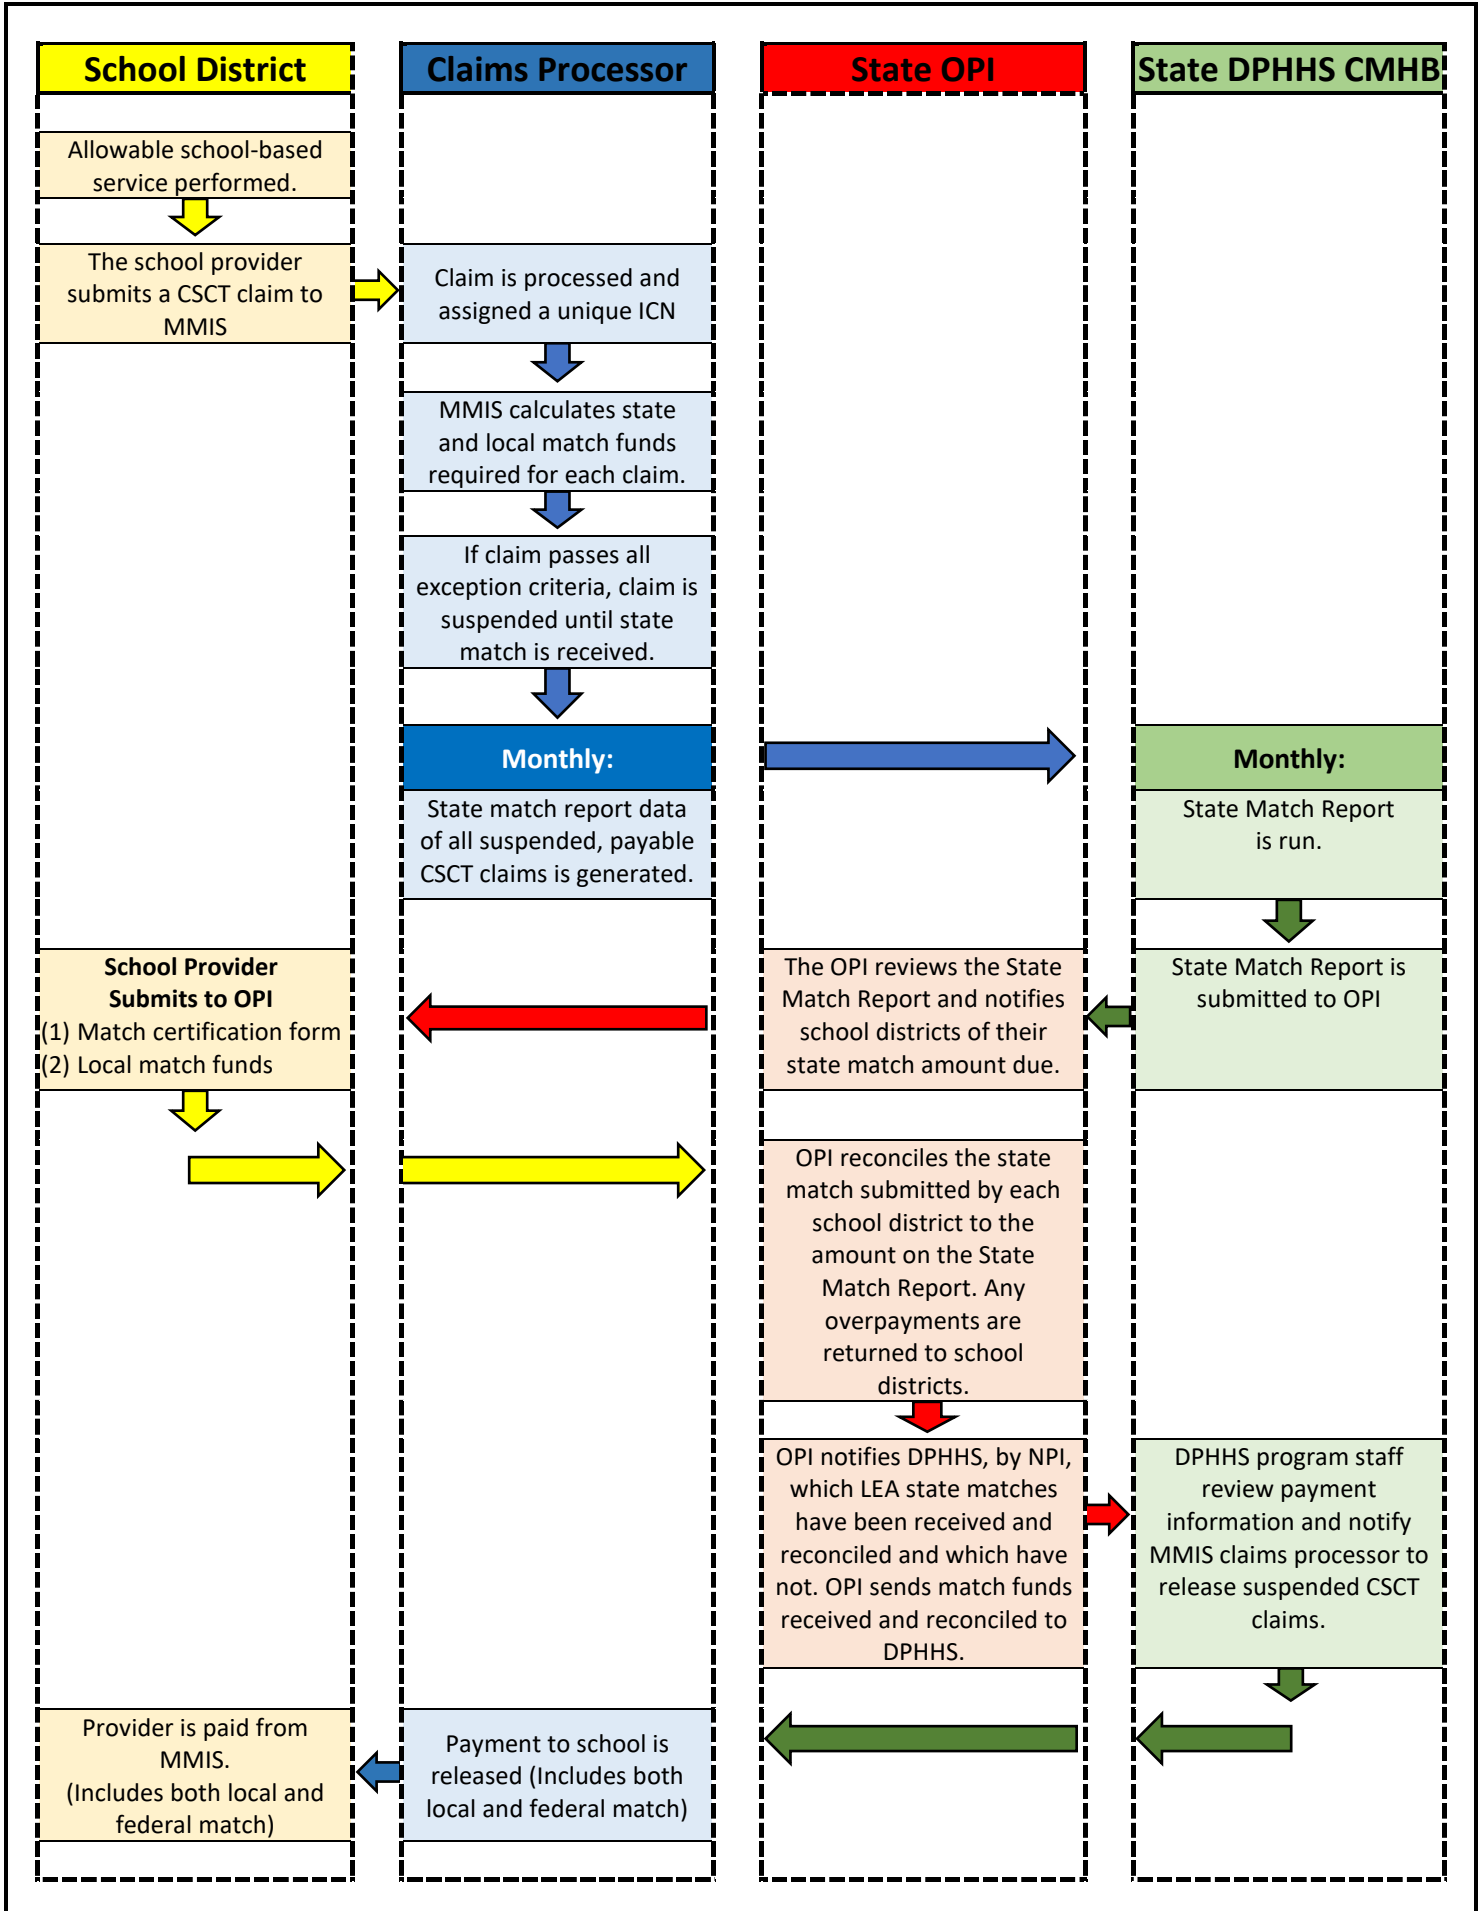 School District
Claims Processor
State OPI
State DPHHS CMHB
Allowable school-based
service performed.
The school provider
submits a CSCT claim to
MMIS
Claim is processed and
assigned a unique ICN
MMIS calculates state
and local match funds
required for each claim.
If claim passes all
exception criteria, claim is
suspended until state
match is received.
Monthly:
State match report data
of all suspended, payable
CSCT claims is generated.
Monthly:
State Match Report
is run.
State Match Report is
submitted to OPI
The OPI reviews the State
Match Report and notifies
school districts of their
state match amount due.
School Provider
Submits to OPI
(1) Match certification form
(2) Local match funds
OPI reconciles the state
match submitted by each
school district to the
amount on the State
Match Report. Any
overpayments are
returned to school
districts.
OPI notifies DPHHS, by NPI,
which LEA state matches
have been received and
reconciled and which have
not. OPI sends match funds
received and reconciled to
DPHHS.
DPHHS program staff
review payment
information and notify
MMIS claims processor to
release suspended CSCT
claims.
Payment to school is
released (Includes both
local and federal match)
Provider is paid from
MMIS.
(Includes both local and
federal match)